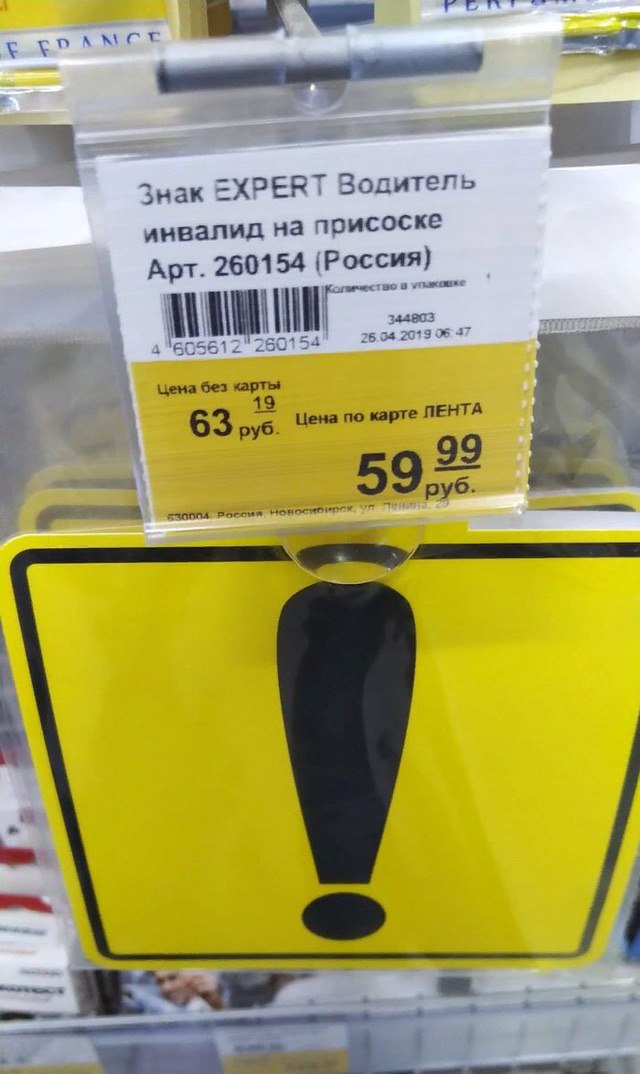 E FRANCE
Знак EXPERT Водитель
инвалид на присоске
Арт. 260154 (Россия)
Количество в упаковке
344803
26.04.2019 06:47
4 605612 260154
Цена без карты
63 19 руб.
Цена по карте ЛЕНТА
59 99 руб.
630004, Россия, Новосибирск, ул. Ленина, 29
!